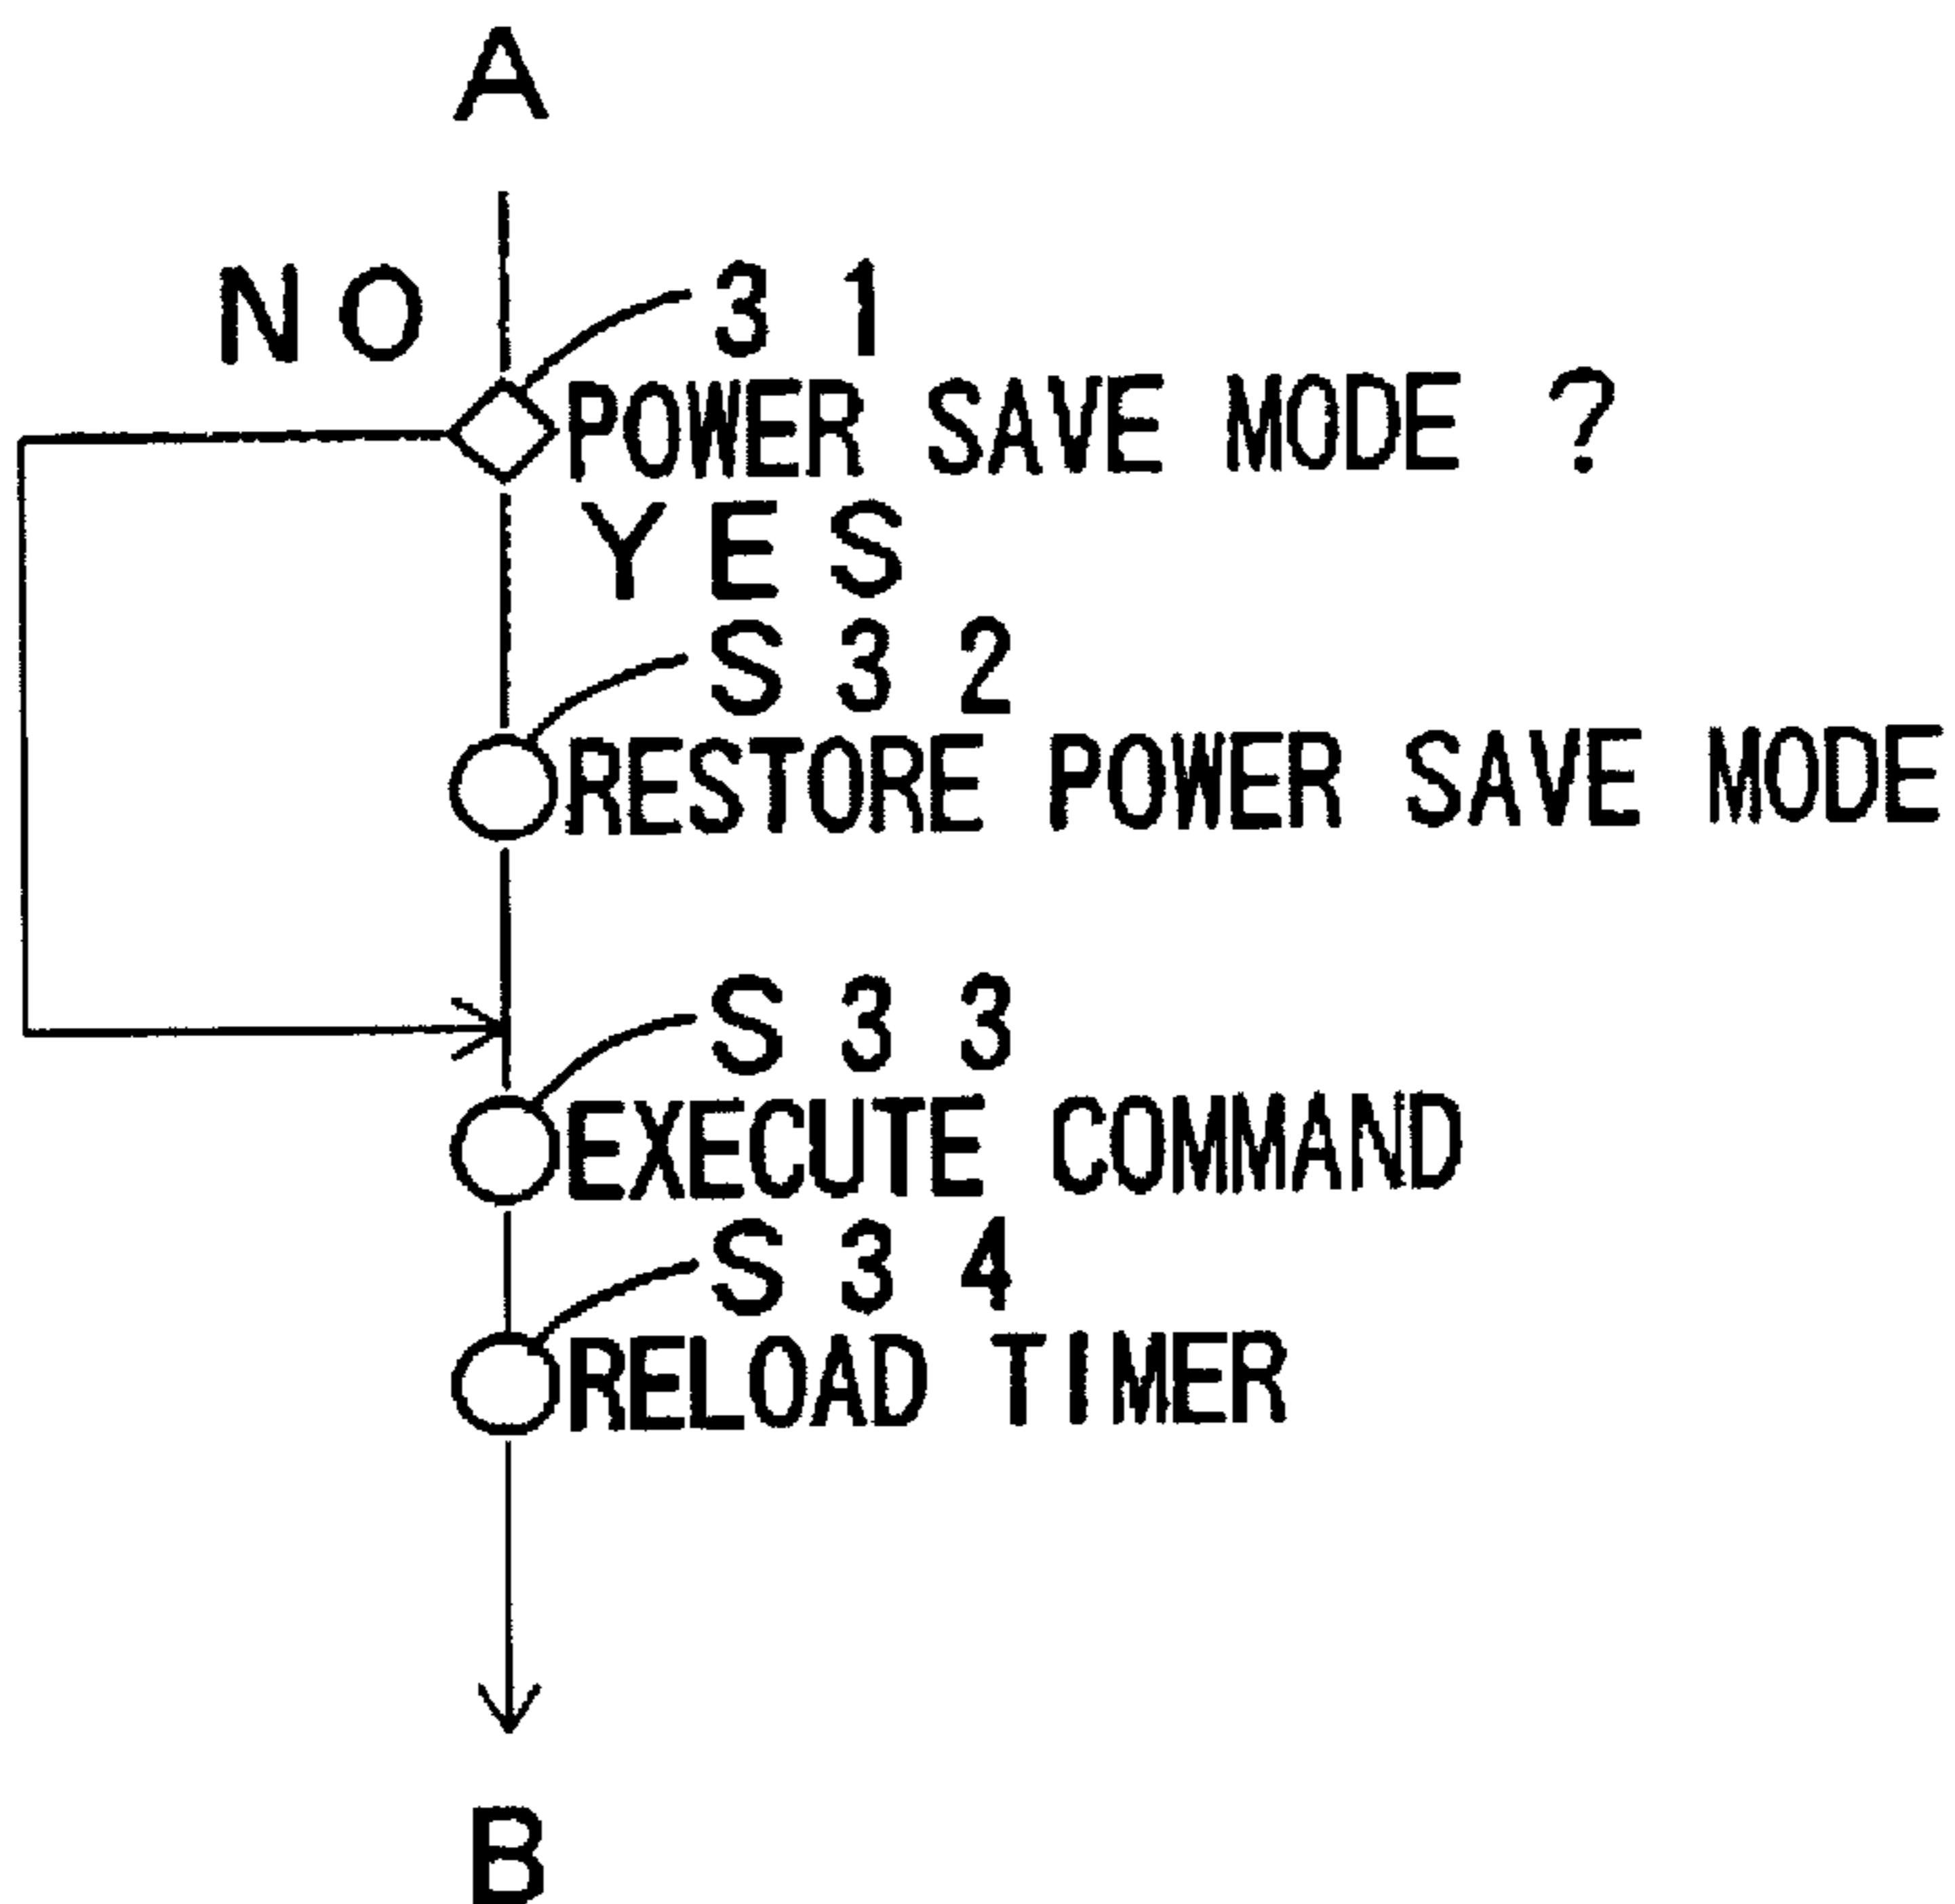 A
NO
31
POWER SAVE MODE ?
YES
S32
RESTORE POWER SAVE MODE
S33
EXECUTE COMMAND
S34
RELOAD TIMER
B